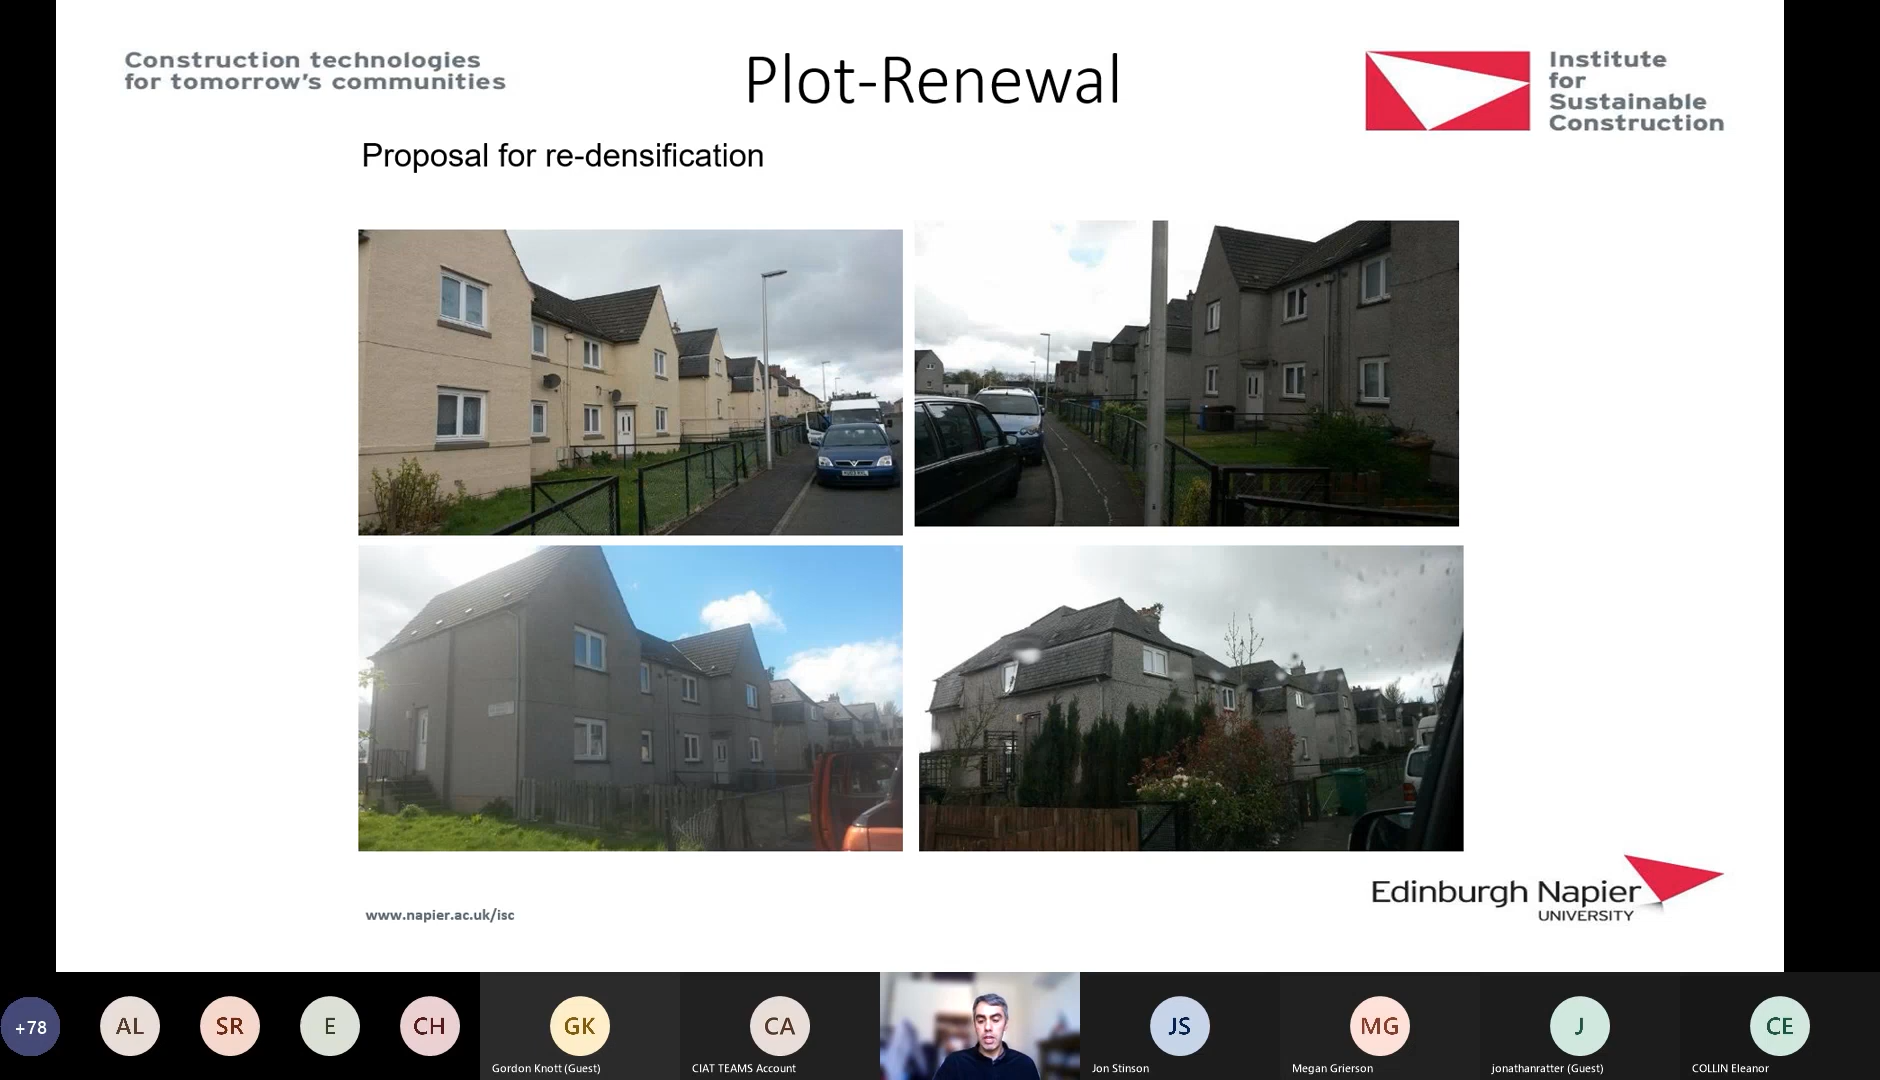 Construction technologies
for tomorrow's communities
Plot-Renewal
Institute
for
Sustainable
Construction
Proposal for re-densification
www.napier.ac.uk/isc
Edinburgh Napier
UNIVERSITY
+78
AL
SR
E
CH
GK
Gordon Knott (Guest)
CA
CIAT TEAMS Account
JS
Jon Stinson
MG
Megan Grierson
J
jonathanratter (Guest)
CE
COLLIN Eleanor